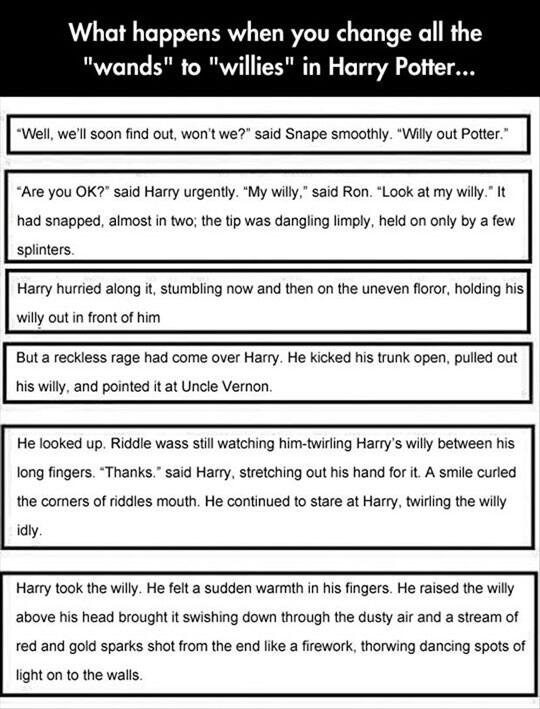 What happens when you change all the
"wands" to "willies" in Harry Potter...
“Well, we’ll soon find out, won’t we?” said Snape smoothly. “Willy out Potter.”
“Are you OK?” said Harry urgently. “My willy,” said Ron. “Look at my willy.” It
had snapped, almost in two; the tip was dangling limply, held on only by a few
splinters.
Harry hurried along it, stumbling now and then on the uneven floror, holding his
willy out in front of him
But a reckless rage had come over Harry. He kicked his trunk open, pulled out
his willy, and pointed it at Uncle Vernon.
He looked up. Riddle wass still watching him-twirling Harry’s willy between his
long fingers. “Thanks.” said Harry, stretching out his hand for it. A smile curled
the corners of riddles mouth. He continued to stare at Harry, twirling the willy
idly.
Harry took the willy. He felt a sudden warmth in his fingers. He raised the willy
above his head brought it swishing down through the dusty air and a stream of
red and gold sparks shot from the end like a firework, thorwing dancing spots of
light on to the walls.